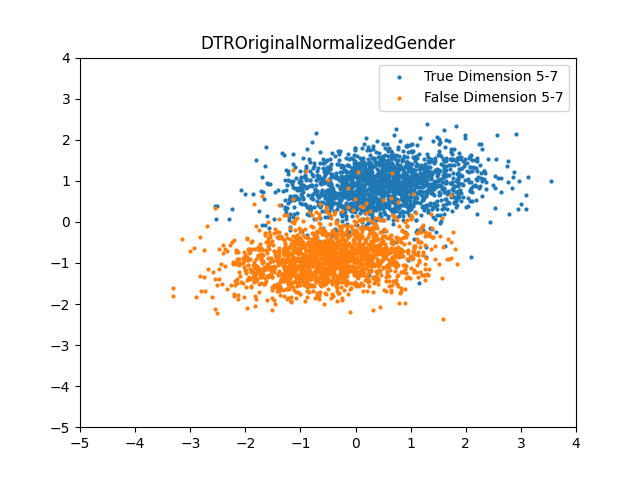 DTROriginalNormalizedGender
True Dimension 5-7
False Dimension 5-7
4
3
2
1
0
−1
−2
−3
−4
−5
−5 −4 −3 −2 −1 0 1 2 3 4